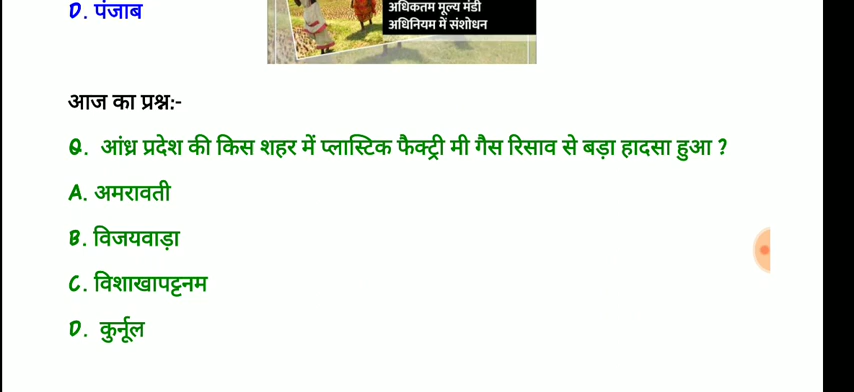 D. पंजाब
अधिकतम मूल्य मंडी
अधिनियम में संशोधन
आज का प्रश्न:-
Q. आंध्र प्रदेश की किस शहर में प्लास्टिक फैक्ट्री मी गैस रिसाव से बड़ा हादसा हुआ ?
A. अमरावती
B. विजयवाड़ा
C. विशाखापट्टनम
D. कुर्नूल